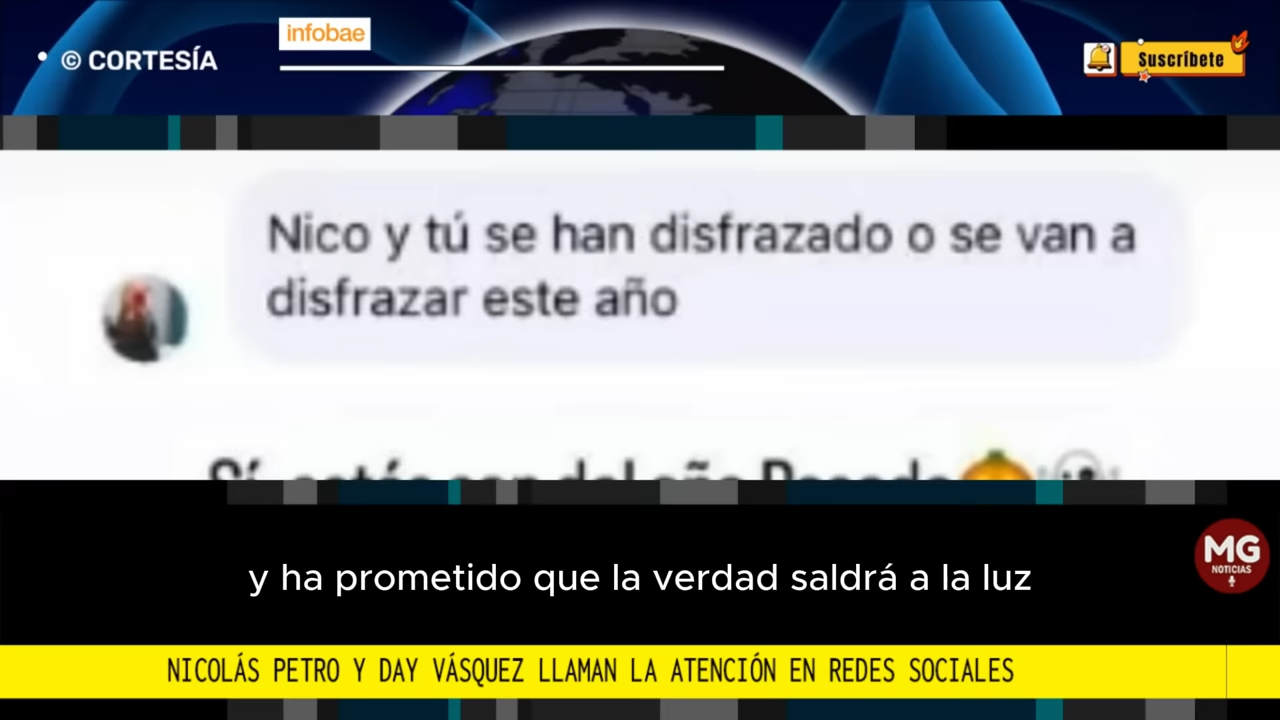 infobae
© CORTESÍA
Suscríbete
Nico y tú se han disfrazado o se van a
disfrazar este año
y ha prometido que la verdad saldrá a la luz
MG
NOTICIAS
NICOLÁS PETRO Y DAY VÁSQUEZ LLAMAN LA ATENCIÓN EN REDES SOCIALES